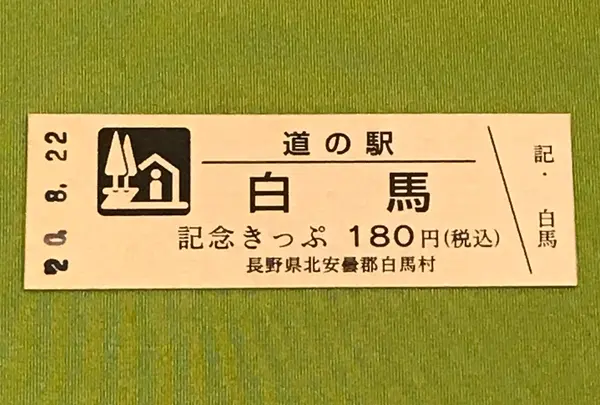 20. 8. 22
道の駅
白馬
記念きっぷ 180円(税込)
長野県北安曇郡白馬村
記・白馬